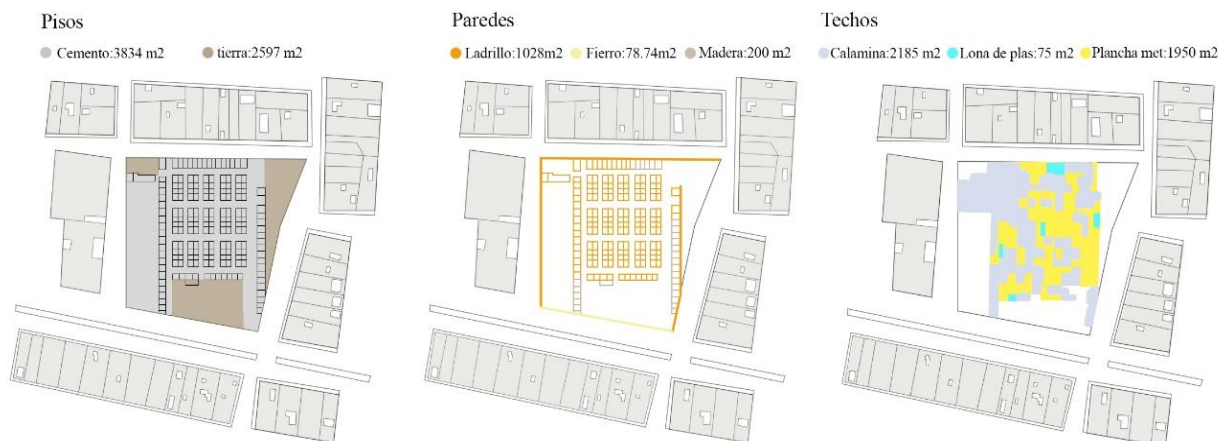 Pisos
Cemento:3834 m2 tierra:2597 m2
Paredes
Ladrillo:1028m2 Fierro:78.74m2 Madera:200 m2
Techos
Calamina:2185 m2 Lona de plas:75 m2 Plancha met:1950 m2